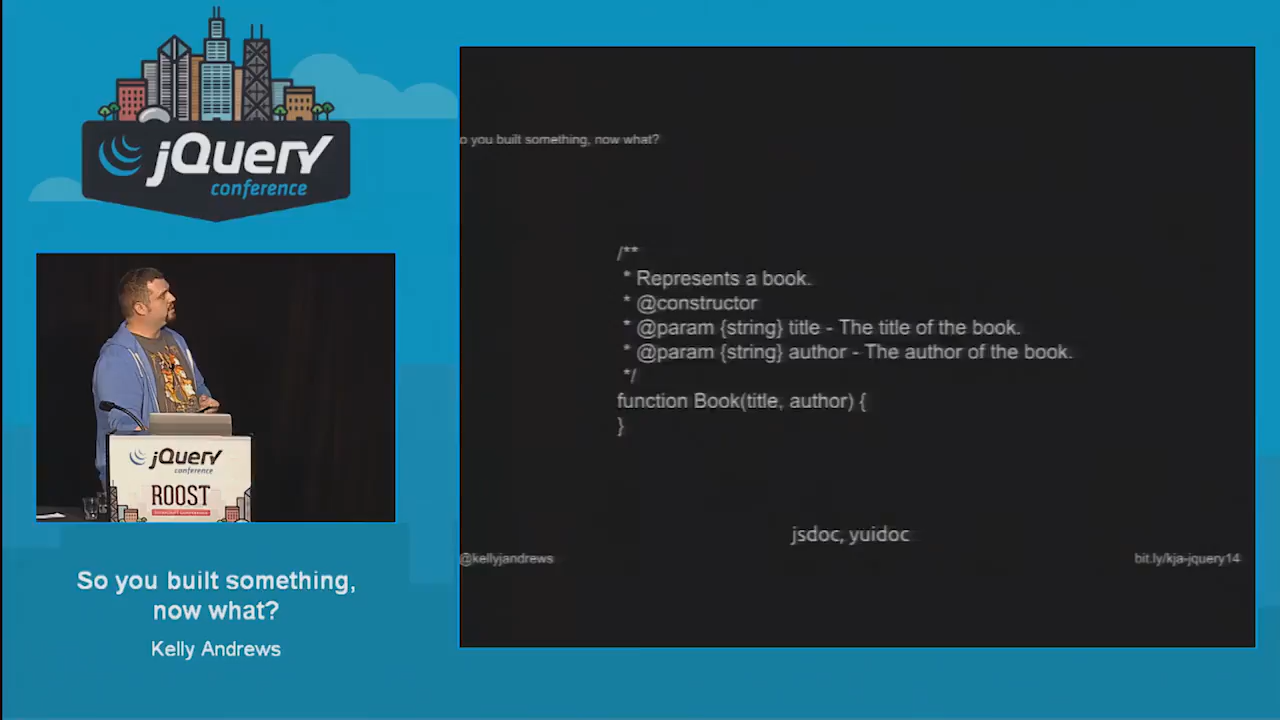 jQuery
conference
o you built something, now what?
/**
* Represents a book.
* @constructor
* @param {string} title - The title of the book.
* @param {string} author - The author of the book.
*/
function Book(title, author) {
}
jsdoc, yuidoc
@kellyjandrews
bit.ly/kja-jquery14
jQuery
conference
ROOST
So you built something,
now what?
Kelly Andrews